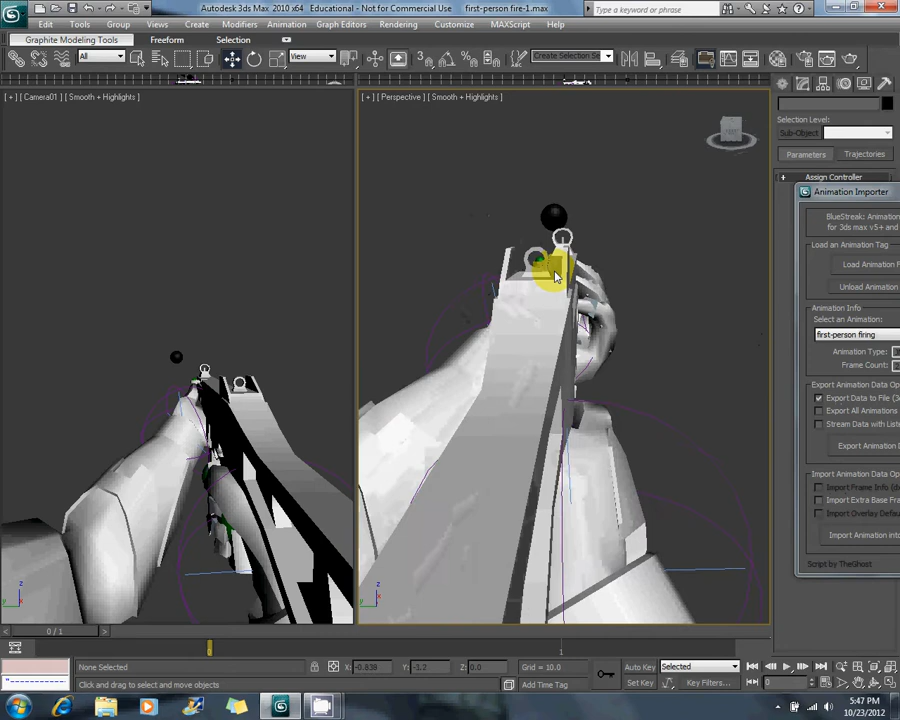 Autodesk 3ds Max 2010 x64 - Educational - Not for Commercial Use first-person fire-1.max
Type a keyword or phrase
Edit Tools Group Views Create Modifiers Animation Graph Editors Rendering Customize MAXScript Help
Graphite Modeling Tools Freeform Selection
All View Create Selection Se
[ + ] [ Camera01 ] [ Smooth + Highlights ]
[ + ] [ Perspective ] [ Smooth + Highlights ]
Selection Level:
Sub-Object
Parameters Trajectories
+ Assign Controller
Animation Importer
BlueStreak: Animation
for 3ds max v5+ and
Load an Animation Tag
Load Animation F
Unload Animation
Animation Info
Select an Animation:
first-person firing
Animation Type:
Frame Count:
Export Animation Data Op
Export Data to File (3d
Export All Animations
Stream Data with Liste
Export Animation D
Import Animation Data Op
Import Frame Info (d
Import Extra Base Fra
Import Overlay Defau
Import Animation into
Script by TheGhost
0 / 1
0 1
None Selected X: -0.838 Y: -3.2 Z: 0.0 Grid = 10.0 Auto Key Selected
Click and drag to select and move objects Add Time Tag Set Key Key Filters... 0
5:47 PM
10/23/2012